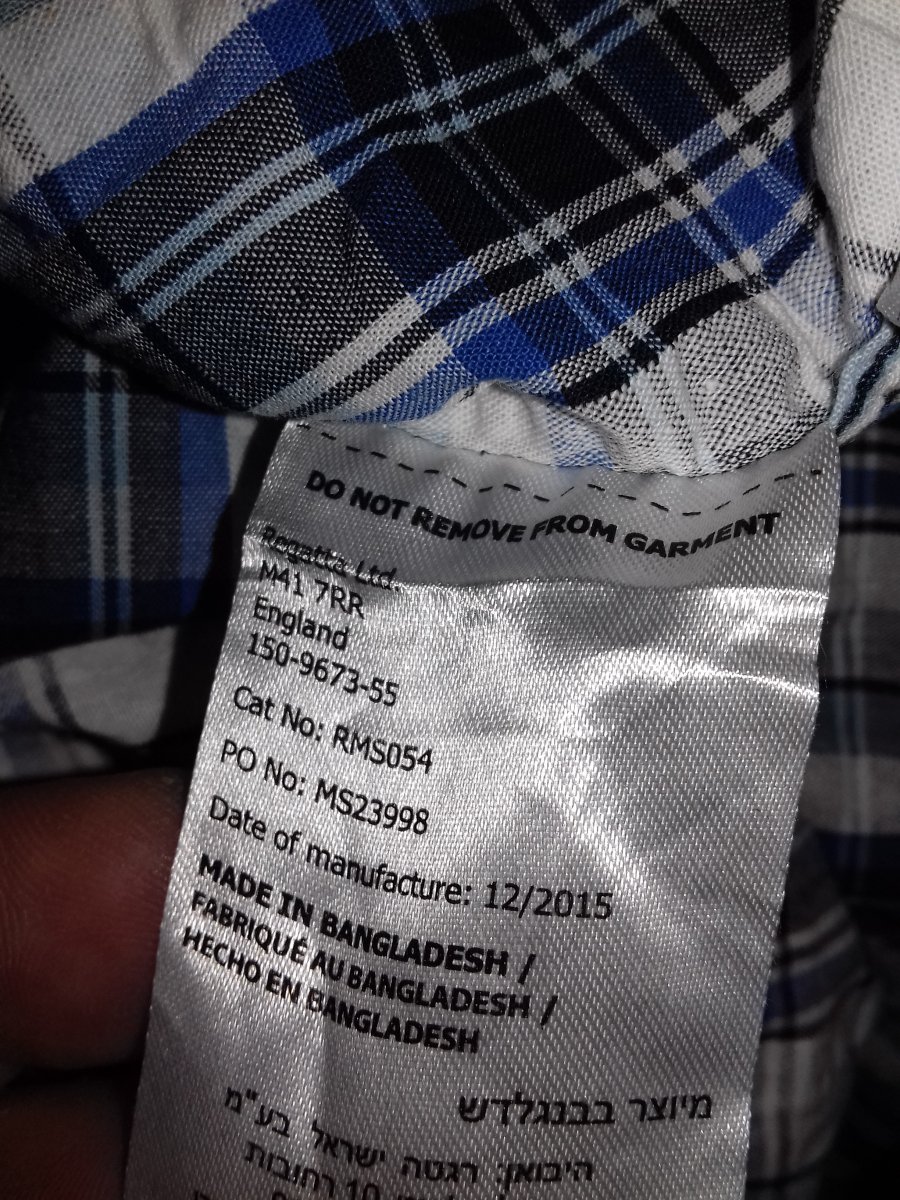 DO NOT REMOVE FROM GARMENT
Regatta Ltd.
M41 7RR
England
150-9673-55
Cat No: RMS054
PO No: MS23998
Date of manufacture: 12/2015
MADE IN BANGLADESH /
FABRIQUÉ AU BANGLADESH /
HECHO EN BANGLADESH
מיוצר בבנגלדש
היבואן: רגטה ישראל בע"מ
10 רחובות